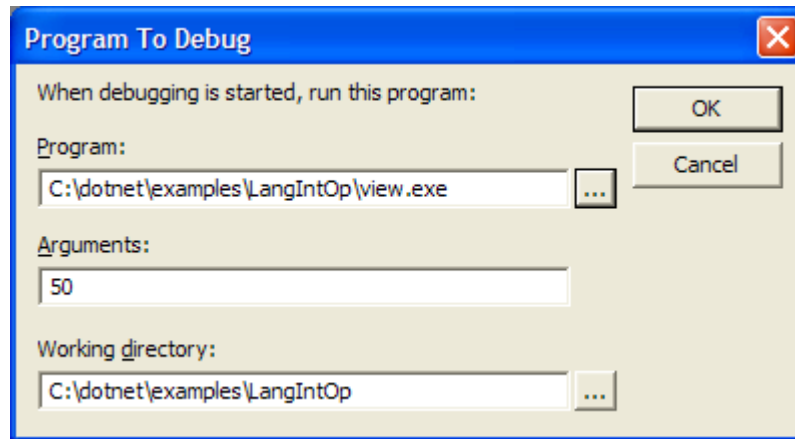 Program To Debug
When debugging is started, run this program:
OK
Program:
Cancel
C:\dotnet\examples\LangIntOp\view.exe
...
Arguments:
50
Working directory:
C:\dotnet\examples\LangIntOp
...